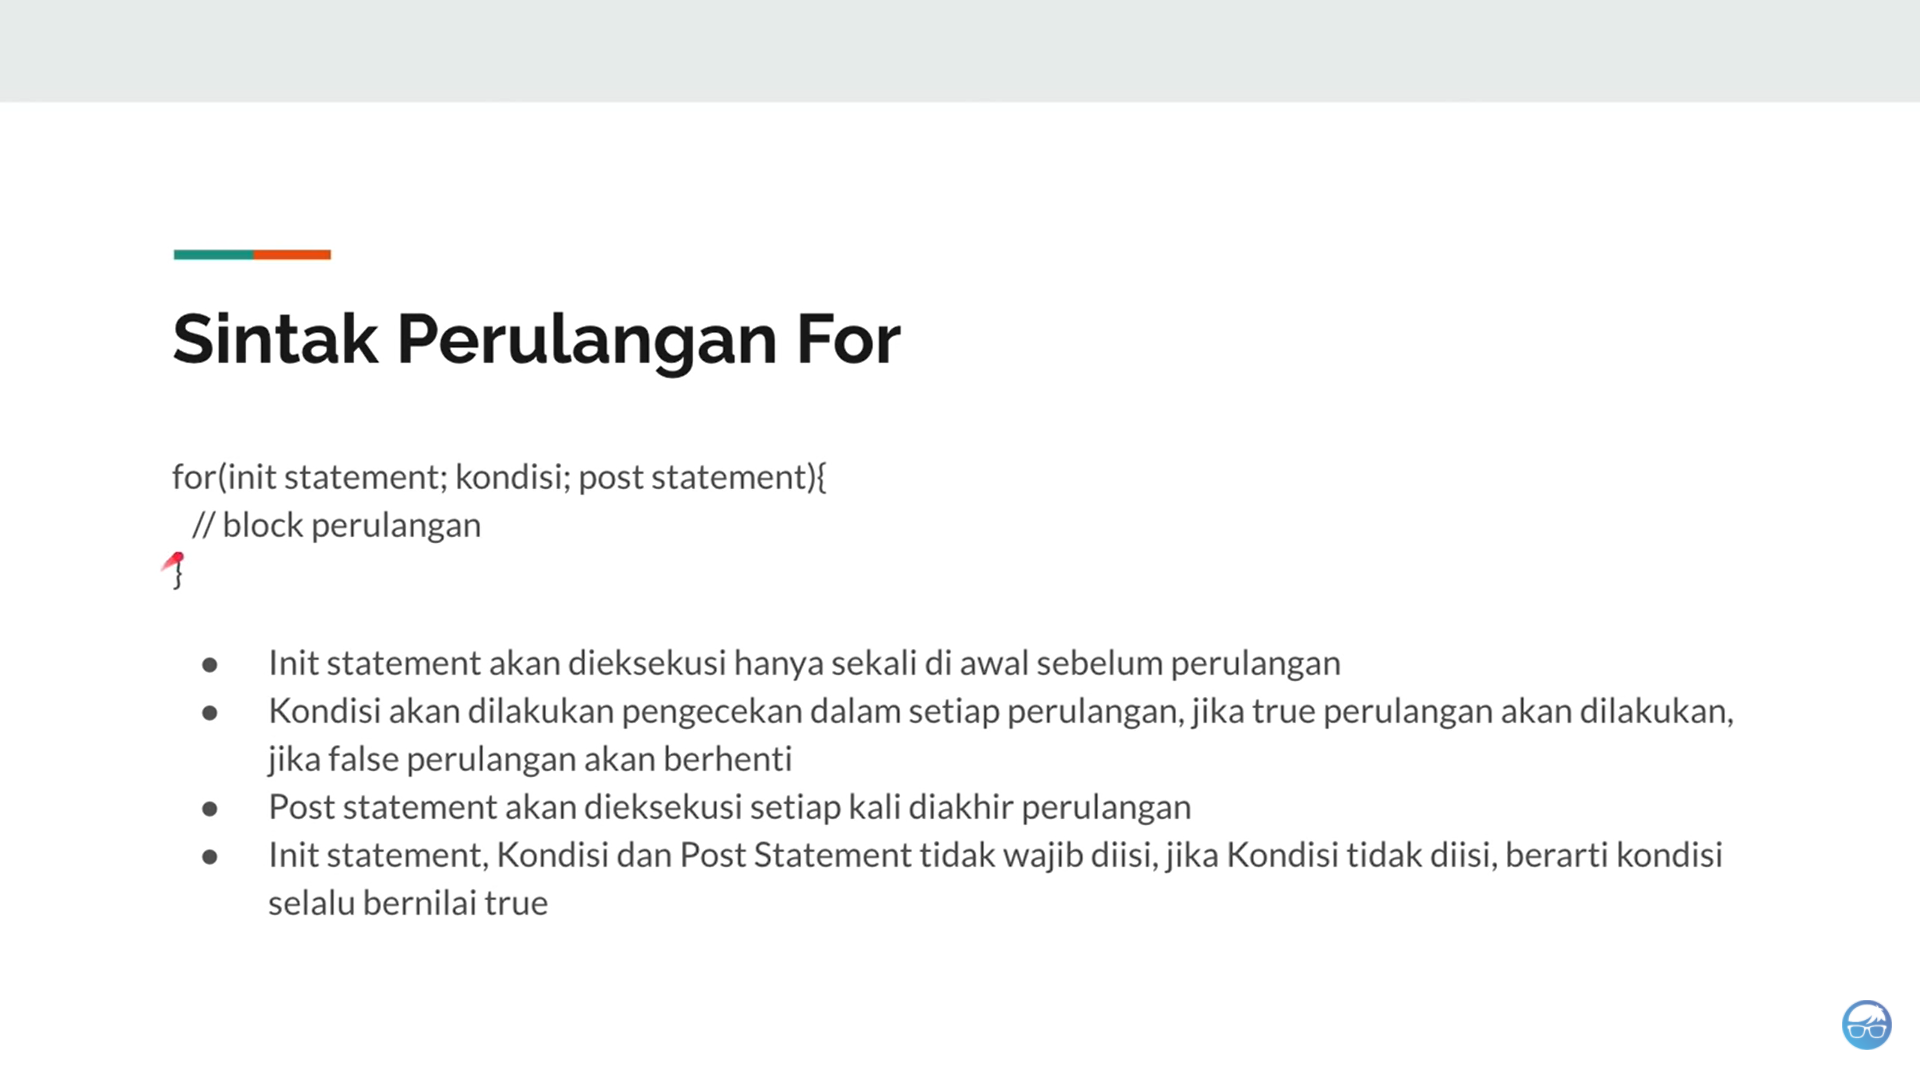 Sintak Perulangan For
for(init statement; kondisi; post statement){
// block perulangan
}
● Init statement akan dieksekusi hanya sekali di awal sebelum perulangan
● Kondisi akan dilakukan pengecekan dalam setiap perulangan, jika true perulangan akan dilakukan,
jika false perulangan akan berhenti
● Post statement akan dieksekusi setiap kali diakhir perulangan
● Init statement, Kondisi dan Post Statement tidak wajib diisi, jika Kondisi tidak diisi, berarti kondisi
selalu bernilai true